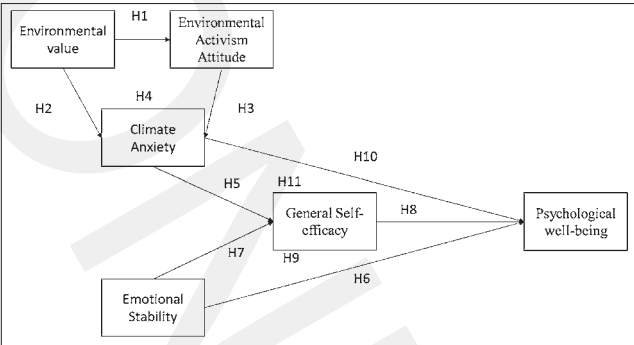 H1
Environmental
value
Environmental
Activism
Attitude
H2
H4
H3
Climate
Anxiety
H10
H5
H11
General Self-
efficacy
H8
Psychological
well-being
H7
H9
H6
Emotional
Stability